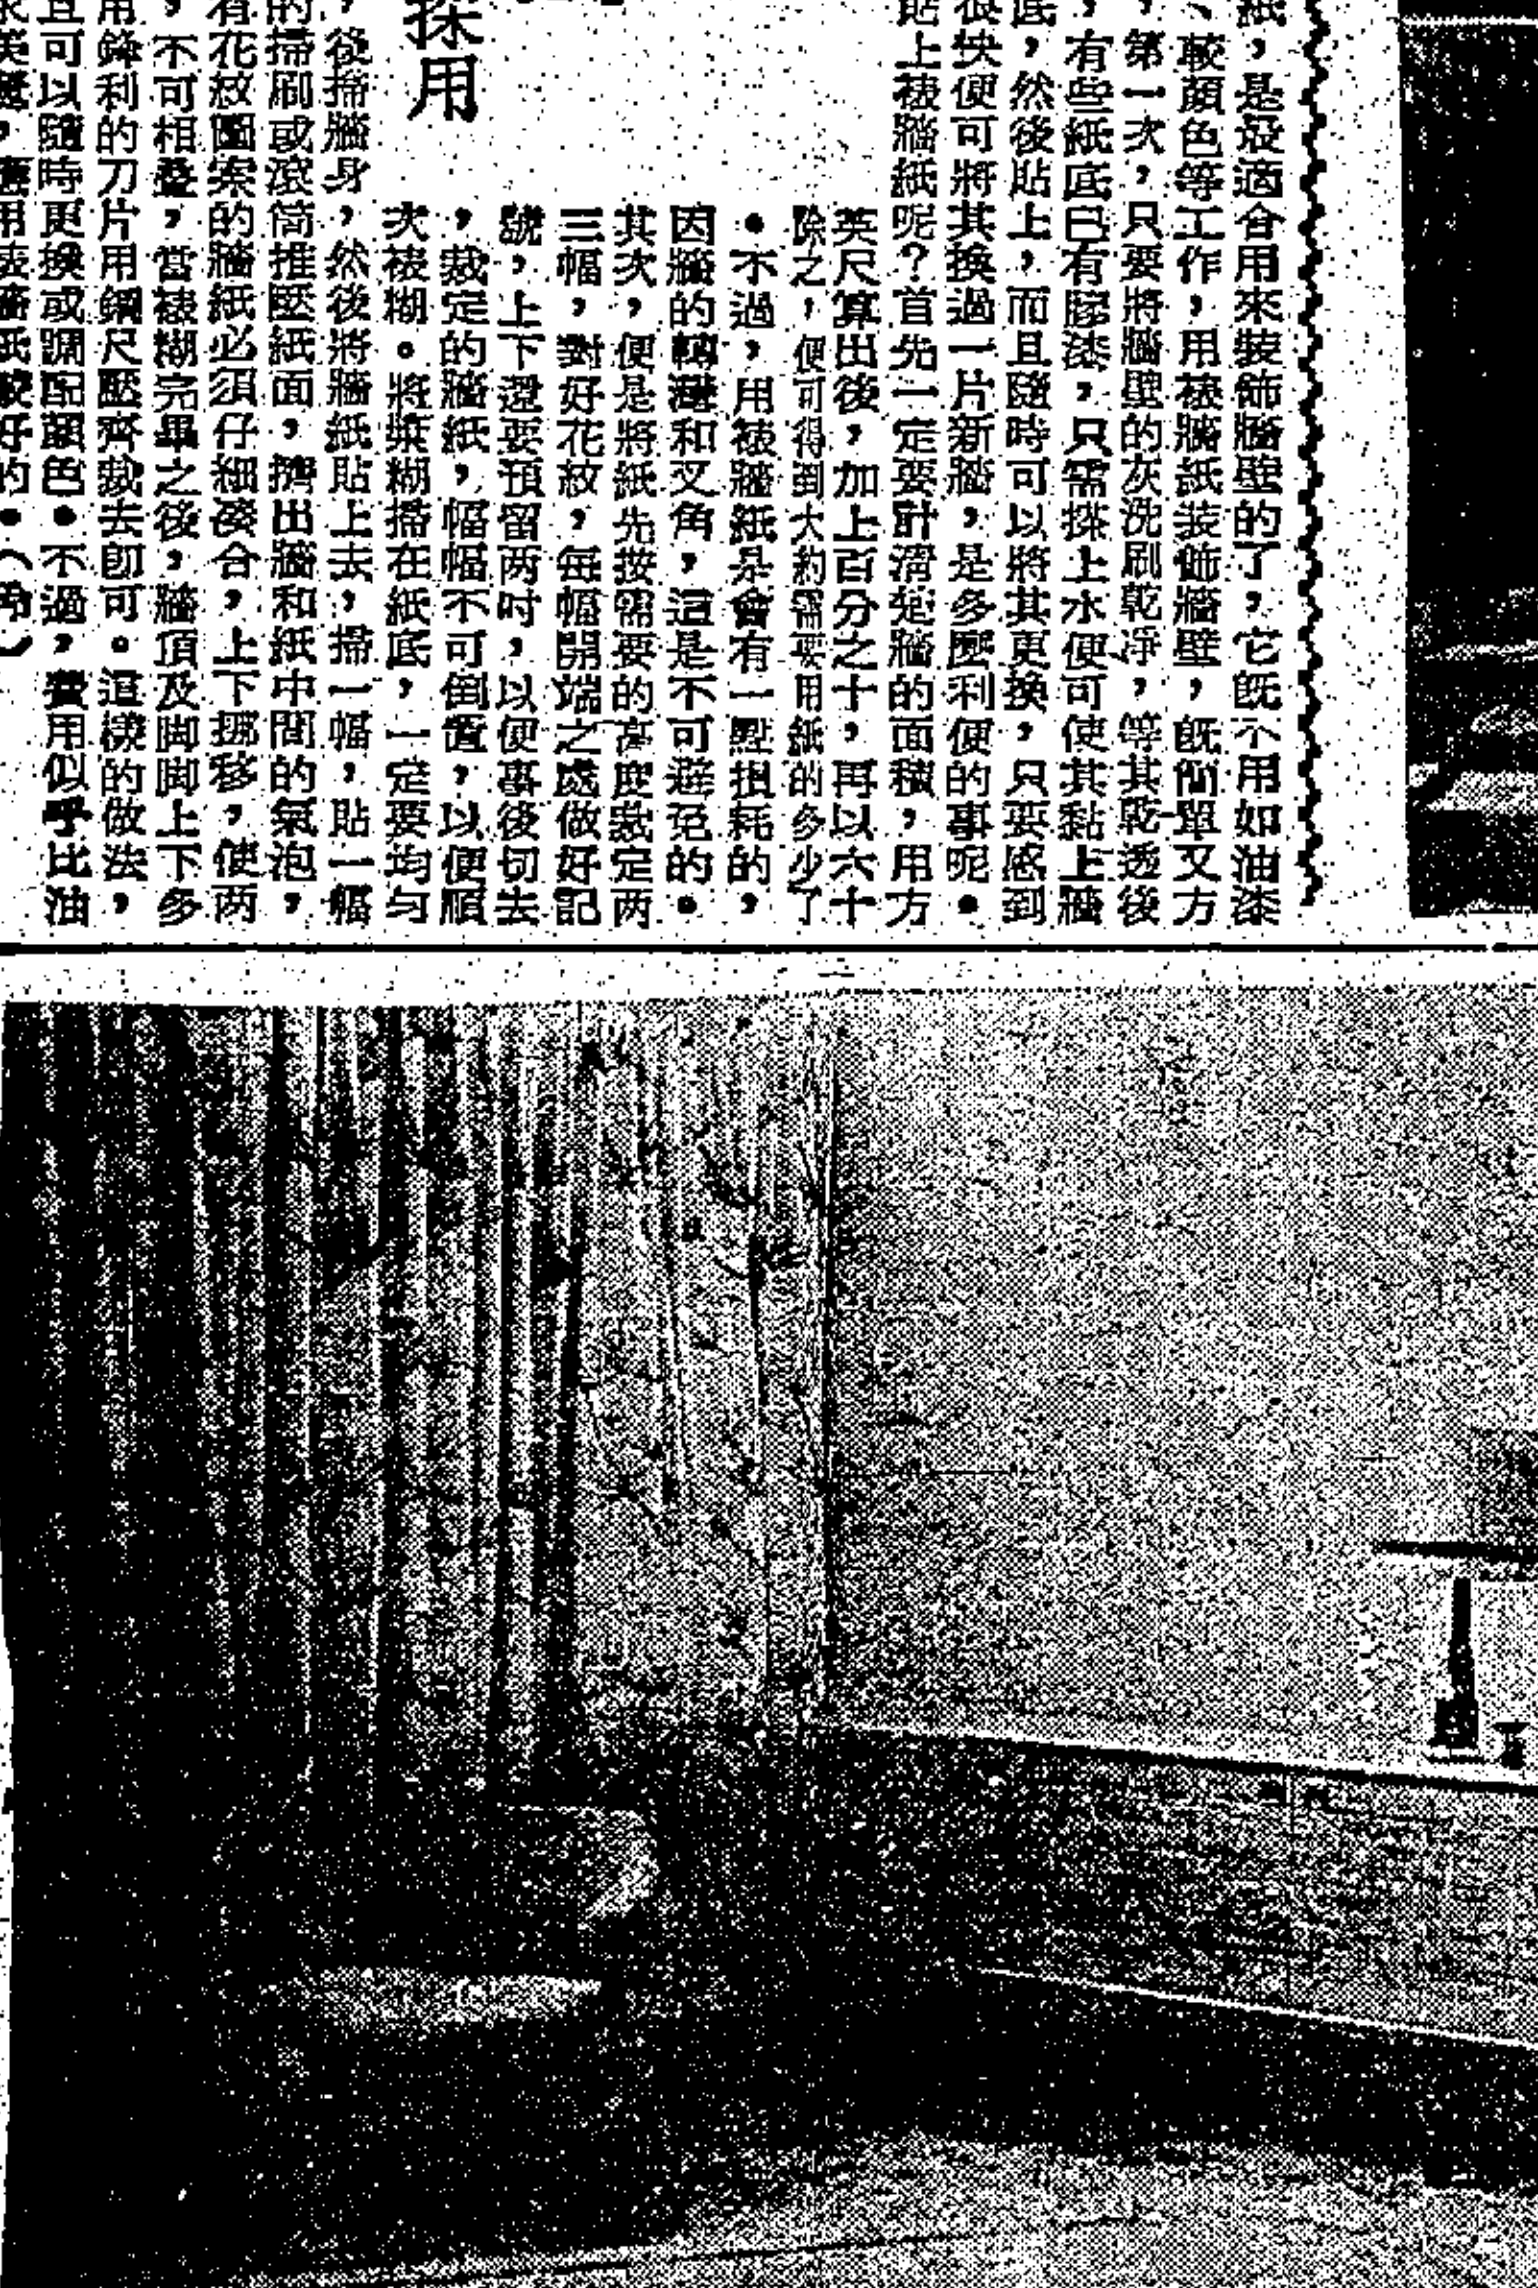 紙，是最適合用來裝飾牆壁的了，它旣不用如油漆
、較顏色等工作，用裱牆紙裝飾牆壁，旣簡單又方
，第一次，只要將牆壁的灰洗刷乾净，等其乾透後
，有些紙底已有膠漆，只需搽上水便可使其黏上牆
底，然後貼上，而且隨時可以將其更換，只要感到
很快便可將其換過一片新牆，是多麼利便的事呢。
貼上裱牆紙呢？首先一定要計清楚牆的面積，用方
英尺算出後，加上百分之十，再以六十
除之，便可得到大約需要用紙的多少了
。不過，用裱牆紙是會有一點損耗的，
因牆的轉灣和叉角，這是不可避免的。
其次，便是將紙先按需要的高度裁定两
三幅，對好花紋，每幅開端之處做好記
號，上下還要預留两吋，以便事後切去
，裁定的牆紙，幅幅不可倒置，以便順
次裱糊。將漿糊掃在紙底，一定要均匀
採用
，後掃牆身，然後將牆紙貼上去，掃一幅，貼一幅
的掃刷或滾筒推壓紙面，擠出牆和紙中間的氣泡，
有花紋圖案的牆紙必須仔細湊合，上下挪移，使两
，不可相疊，當裱糊完畢之後，牆頂及脚脚上下多
用鋒利的刀片用鋼尺壓齊裁去卽可。這樣的做法，
且可以隨時更換或調配顏色。不過，費用似乎比油
求美觀，應用裱牆紙較好的。